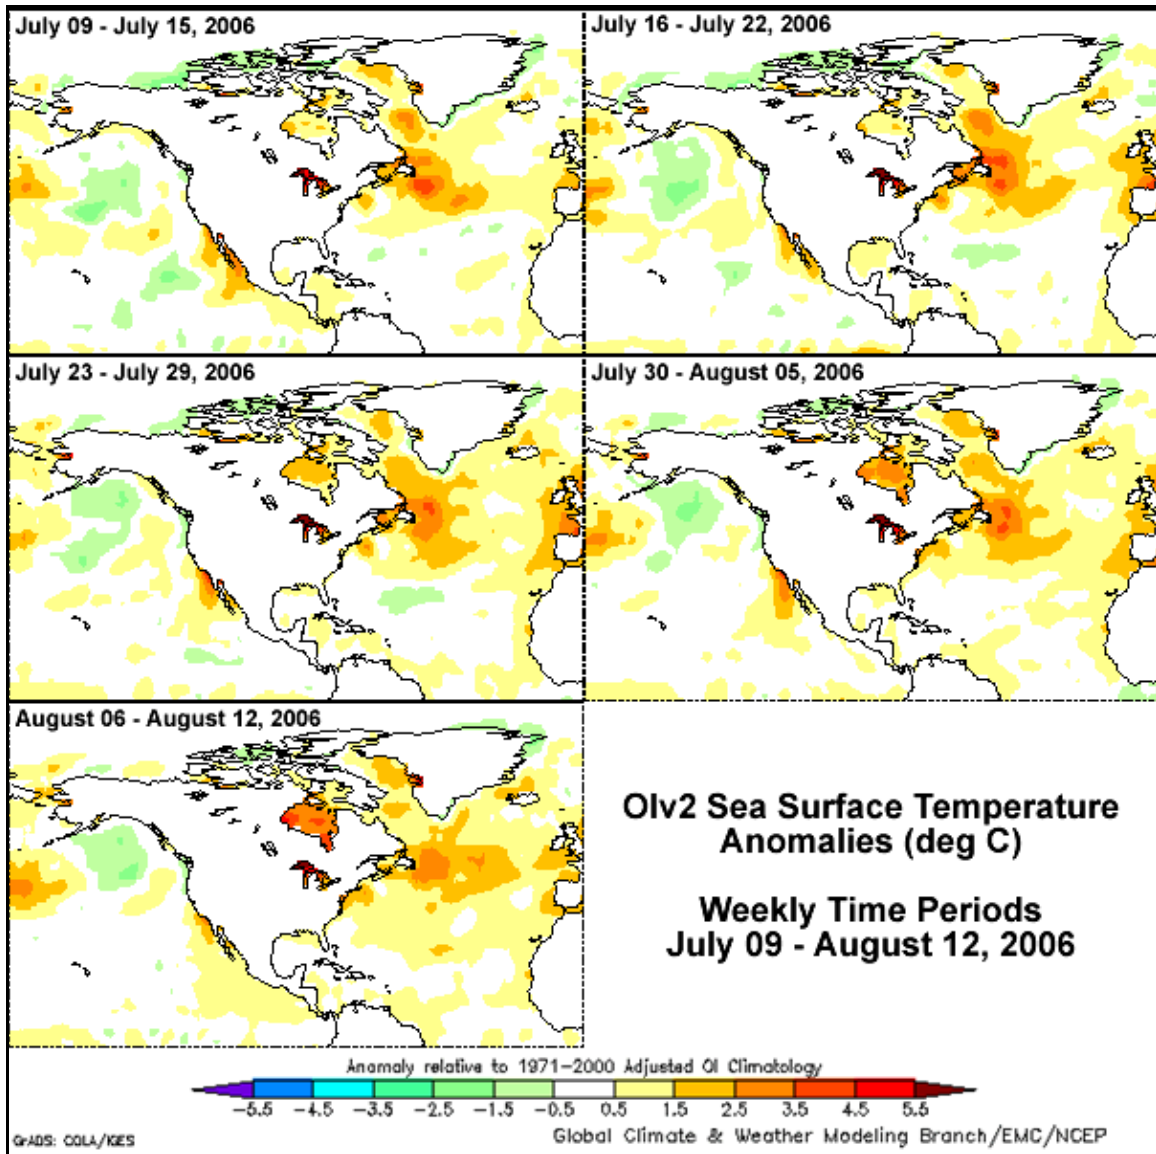 July 09 - July 15, 2006
July 16 - July 22, 2006
July 23 - July 29, 2006
July 30 - August 05, 2006
August 06 - August 12, 2006
OIv2 Sea Surface Temperature
Anomalies (deg C)
Weekly Time Periods
July 09 - August 12, 2006
Anomaly relative to 1971-2000 Adjusted OI Climatology
-5.5 -4.5 -3.5 -2.5 -1.5 -0.5 0.5 1.5 2.5 3.5 4.5 5.5
GrADS: COLA/IGES
Global Climate & Weather Modeling Branch/EMC/NCEP